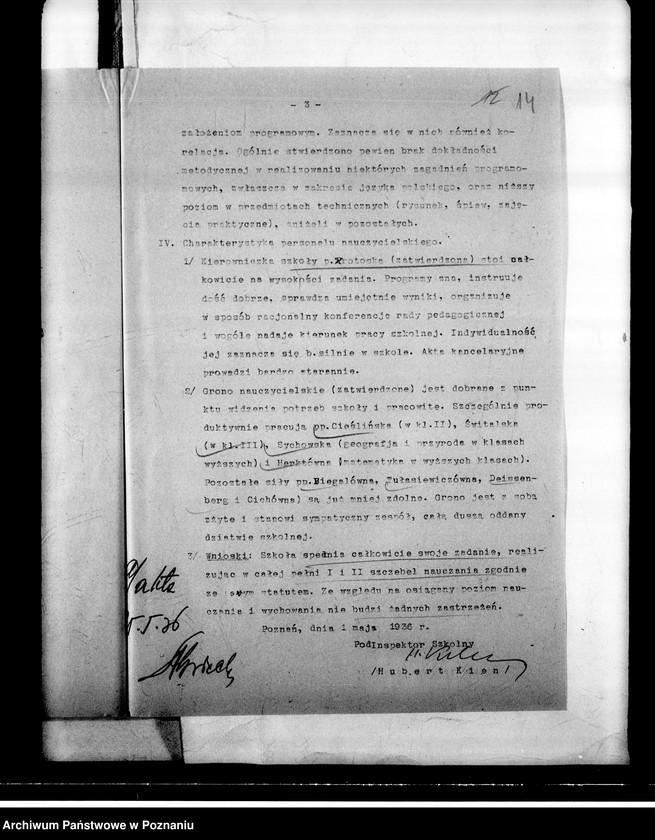 - 3 -
12 14
założeniom programowym. Zaznacza się w nich również ko-
relacja. Ogólnie stwierdzono pewien brak dokładności
metodycznej w realizowaniu niektórych zagadnień programo-
mowych, zwłaszcza w zakresie języka polskiego, oraz niższy
poziom w przedmiotach technicznych (rysunek, śpiew, zaję-
cia praktyczne), aniżeli w pozostałych.
IV. Charakterystyka personelu nauczycielskiego.
1/ Kierowniczka szkoły p.Krotoska (zatwierdzona) stoi cał-
kowicie na wysokości zadania. Programy zna, instruuje
dość dobrze, sprawdza umiejętnie wyniki, organizuje
w sposób racjonalny konferencje rady pedagogicznej
i wogóle nadaje kierunek pracy szkolnej. Indywidualność
jej zaznacza się b.silnie w szkole. Akta kancelaryjne
prowadzi bardzo starannie.
2/ Grono nauczycielskie (zatwierdzone) jest dobrane z pun-
ktu widzenia potrzeb szkoły i pracowite. Szczególnie pro-
duktywnie pracują pp.Cieślińska (w kl.II), Świtalska
(w kl.III), Sychowska (geografja i przyroda w klasach
wyższych) i Henktówna (matematyka w wyższych klasach).
Pozostałe siły pp.Biegalówna, Tułasiewiczówna, Deissen-
berg i Cichówna) są już mniej zdolne. Grono jest z sobą
zżyte i stanowi sympatyczny zespół, całą duszą oddany
dziatwie szkolnej.
3/ Wnioski: Szkoła spełnia całkowicie swoje zadanie, reali-
zując w całej pełni I i II szczebel nauczania zgodnie
ze swym statutem. Ze względu na osiągany poziom nau-
czania i wychowania nie budzi żadnych zastrzeżeń.
Poznań, dnia 1 maja 1936 r.
PodInspektor Szkolny
/Hubert Kien/
akta
5.5.36
Archiwum Państwowe w Poznaniu